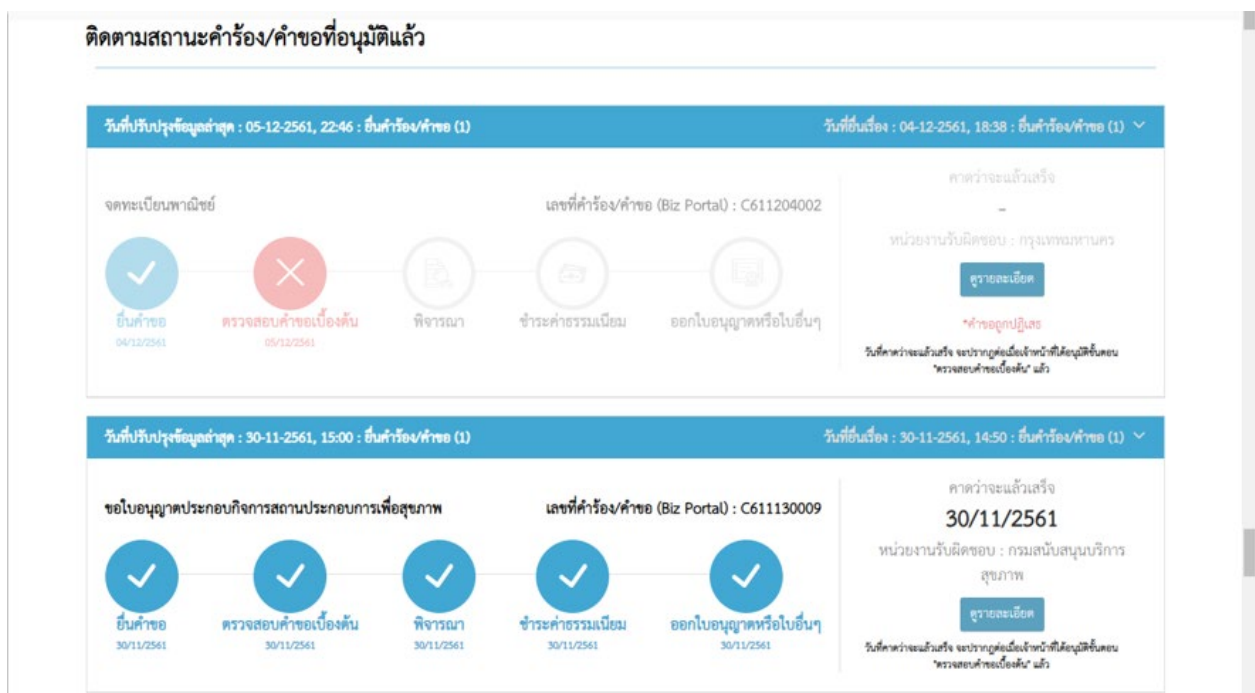 ติดตามสถานะคำร้อง/คำขอที่อนุมัติแล้ว
วันที่ปรับปรุงข้อมูลล่าสุด : 05-12-2561, 22:46 : ยื่นคำร้อง/คำขอ (1)
วันที่ยื่นเรื่อง : 04-12-2561, 18:38 : ยื่นคำร้อง/คำขอ (1)
จดทะเบียนพาณิชย์
เลขที่คำร้อง/คำขอ (Biz Portal) : C611204002
ยื่นคำขอ
04/12/2561
ตรวจสอบคำขอเบื้องต้น
05/12/2561
พิจารณา
ชำระค่าธรรมเนียม
ออกใบอนุญาตหรือใบอื่นๆ
คาดว่าจะแล้วเสร็จ
-
หน่วยงานรับผิดชอบ : กรุงเทพมหานคร
ดูรายละเอียด
*คำขอถูกปฏิเสธ
วันที่คาดว่าจะแล้วเสร็จ จะปรากฏต่อเมื่อเจ้าหน้าที่ได้อนุมัติขั้นตอน
"ตรวจสอบคำขอเบื้องต้น" แล้ว
วันที่ปรับปรุงข้อมูลล่าสุด : 30-11-2561, 15:00 : ยื่นคำร้อง/คำขอ (1)
วันที่ยื่นเรื่อง : 30-11-2561, 14:50 : ยื่นคำร้อง/คำขอ (1)
ขอใบอนุญาตประกอบกิจการสถานประกอบการเพื่อสุขภาพ
เลขที่คำร้อง/คำขอ (Biz Portal) : C611130009
ยื่นคำขอ
30/11/2561
ตรวจสอบคำขอเบื้องต้น
30/11/2561
พิจารณา
30/11/2561
ชำระค่าธรรมเนียม
30/11/2561
ออกใบอนุญาตหรือใบอื่นๆ
30/11/2561
คาดว่าจะแล้วเสร็จ
30/11/2561
หน่วยงานรับผิดชอบ : กรมสนับสนุนบริการ
สุขภาพ
ดูรายละเอียด
วันที่คาดว่าจะแล้วเสร็จ จะปรากฏต่อเมื่อเจ้าหน้าที่ได้อนุมัติขั้นตอน
"ตรวจสอบคำขอเบื้องต้น" แล้ว